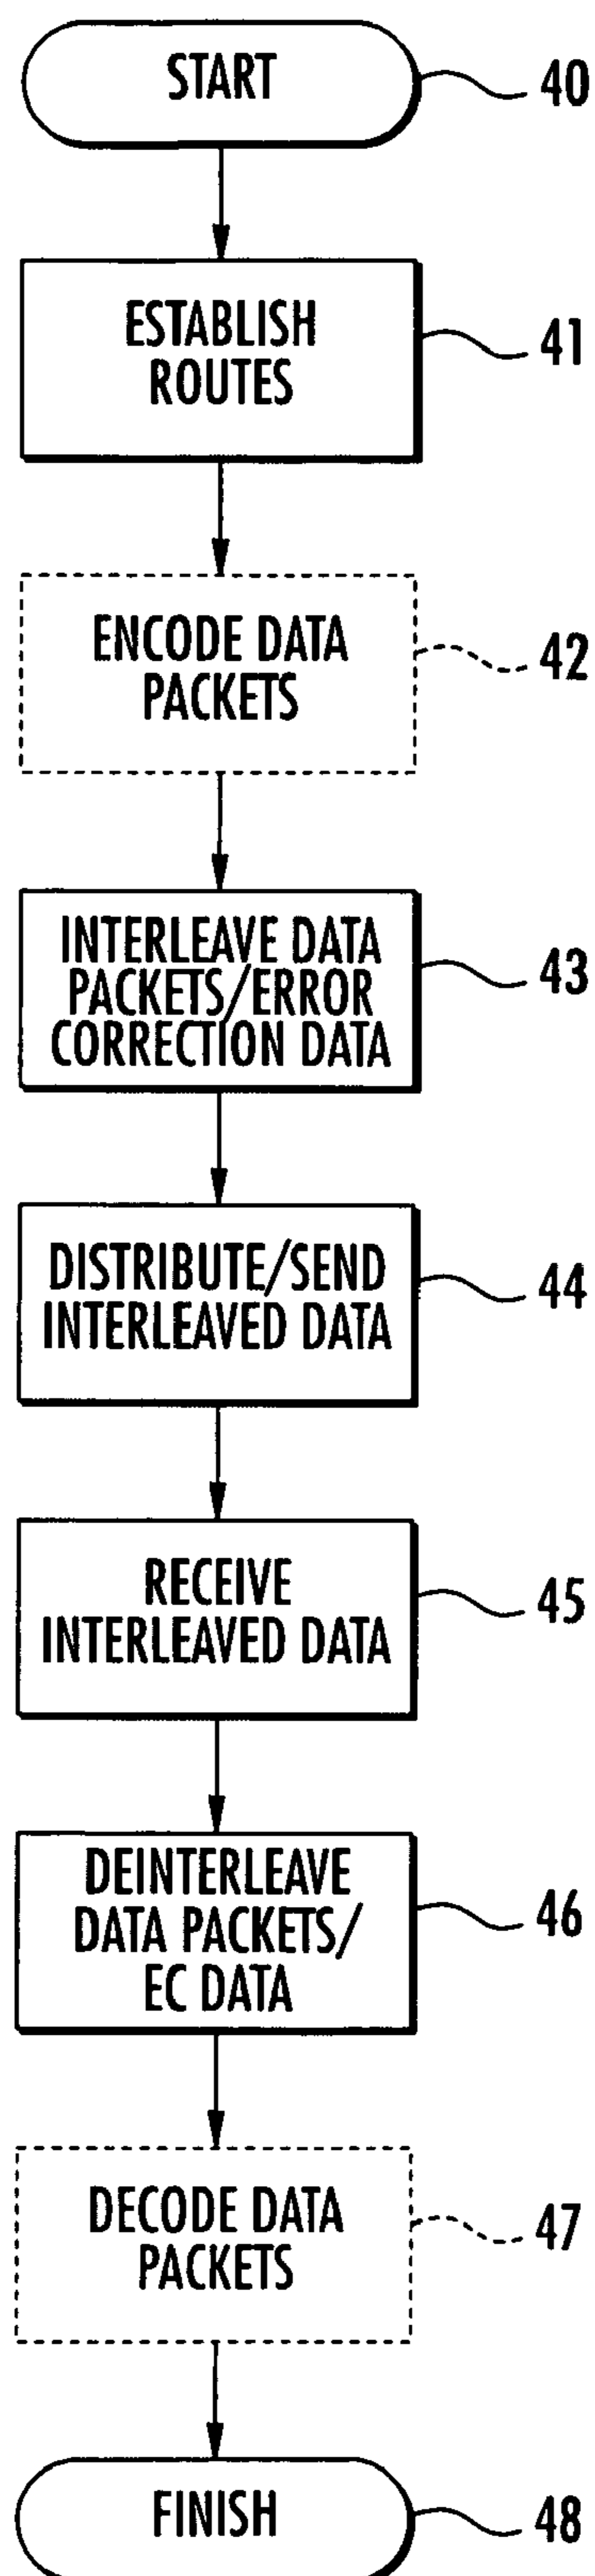 START
40
ESTABLISH
ROUTES
41
ENCODE DATA
PACKETS
42
INTERLEAVE DATA
PACKETS/ERROR
CORRECTION DATA
43
DISTRIBUTE/SEND
INTERLEAVED DATA
44
RECEIVE
INTERLEAVED DATA
45
DEINTERLEAVE
DATA PACKETS/
EC DATA
46
DECODE DATA
PACKETS
47
FINISH
48